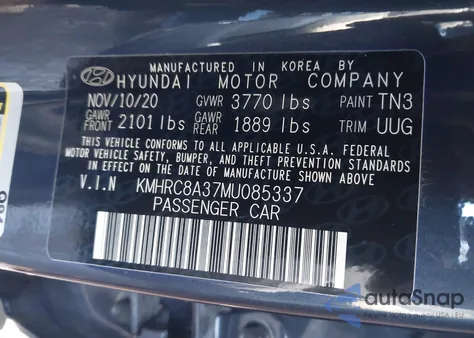 MANUFACTURED IN KOREA BY
HYUNDAI MOTOR COMPANY
NOV/10/20 GVWR 3770 lbs PAINT TN3
GAWR FRONT 2101 lbs GAWR REAR 1889 lbs TRIM UUG
THIS VEHICLE CONFORMS TO ALL APPLICABLE U.S.A. FEDERAL
MOTOR VEHICLE SAFETY, BUMPER, AND THEFT PREVENTION STANDARDS
IN EFFECT ON THE DATE OF MANUFACTURE SHOWN ABOVE.
V.I.N KMHRC8A37MU085337
PASSENGER CAR
autoSnap